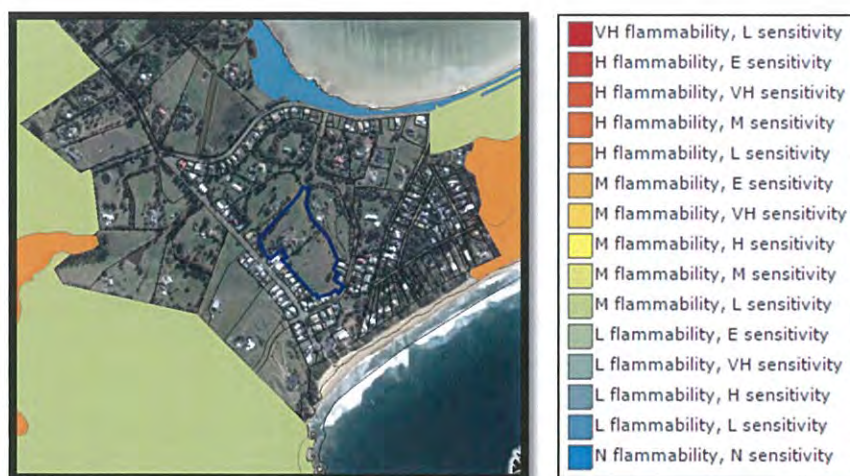 VH flammability, L sensitivity
H flammability, E sensitivity
H flammability, VH sensitivity
H flammability, M sensitivity
H flammability, L sensitivity
M flammability, E sensitivity
M flammability, VH sensitivity
M flammability, H sensitivity
M flammability, M sensitivity
M flammability, L sensitivity
L flammability, E sensitivity
L flammability, VH sensitivity
L flammability, H sensitivity
L flammability, L sensitivity
N flammability, N sensitivity